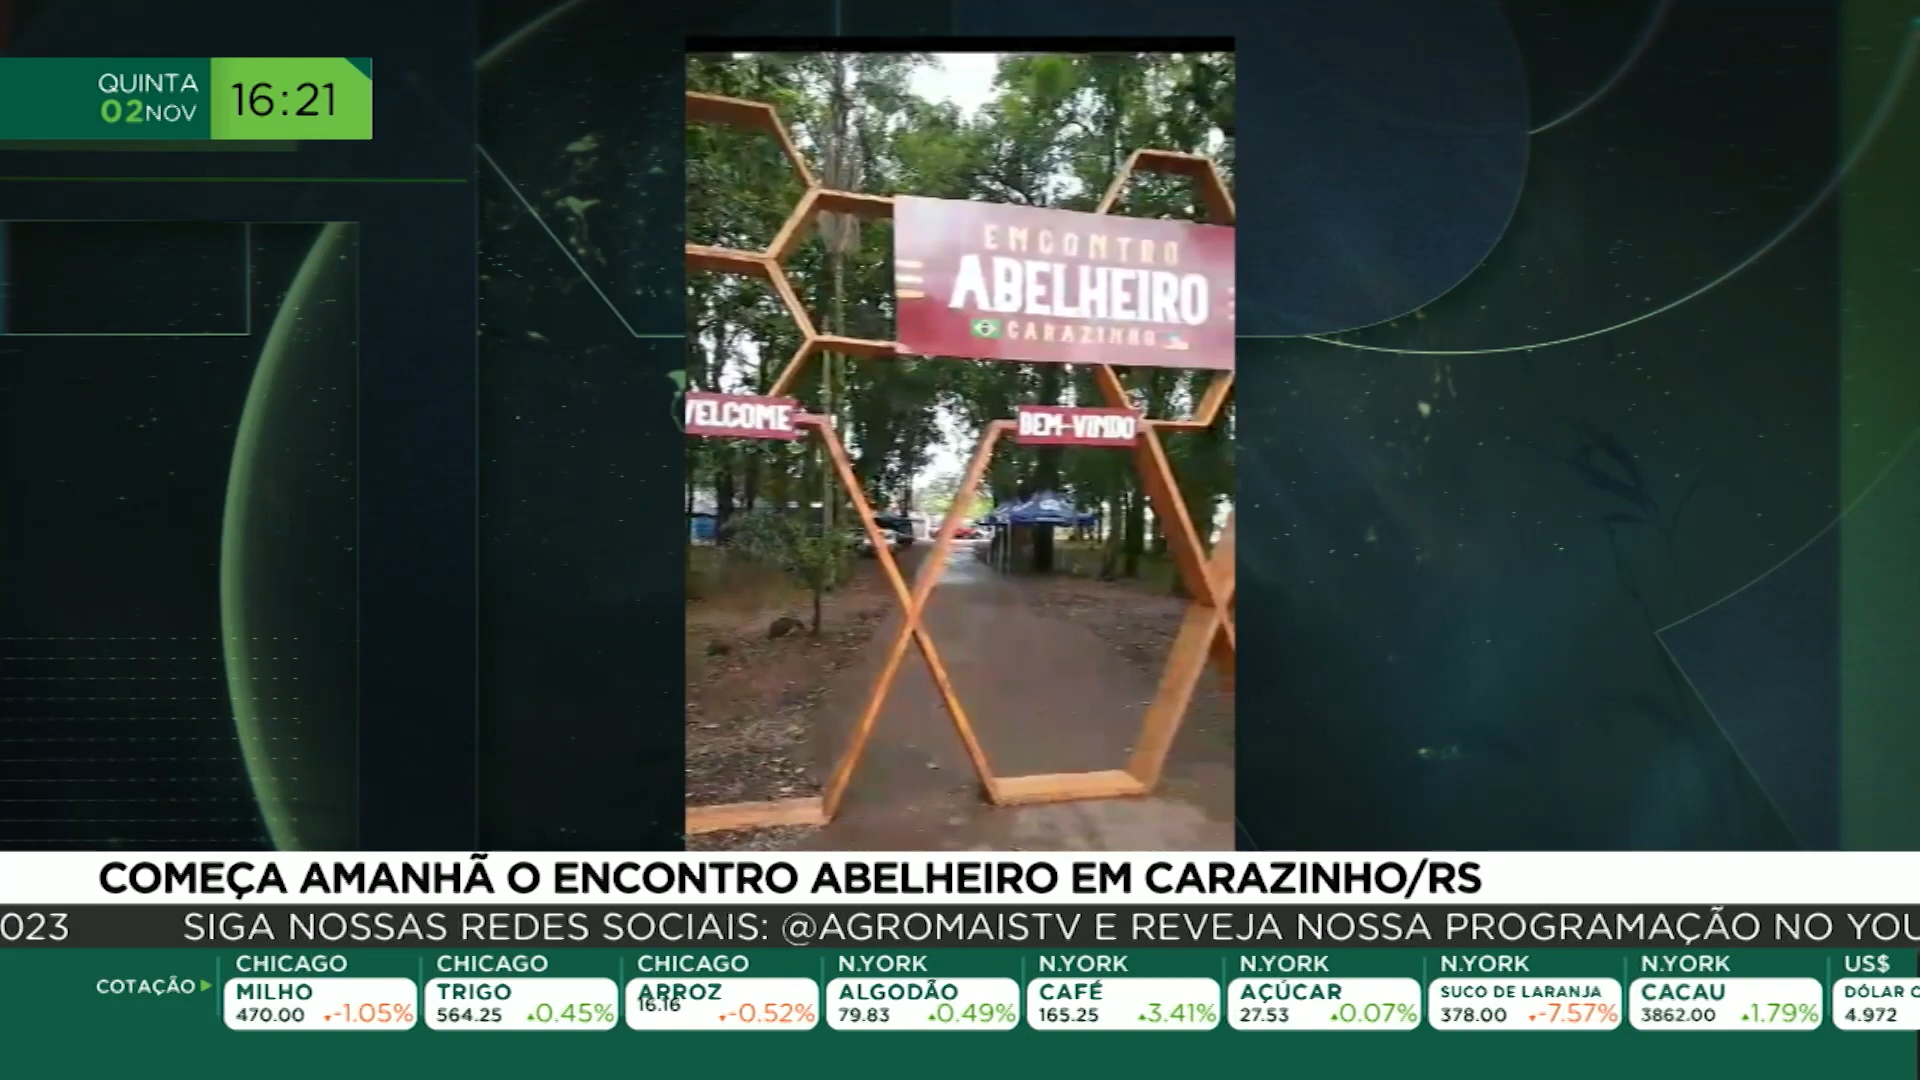 QUINTA
02NOV
16:21
ENCONTRO
ABELHEIRO
CARAZINHO
WELCOME
BEM-VINDO
COMEÇA AMANHÃ O ENCONTRO ABELHEIRO EM CARAZINHO/RS
023 SIGA NOSSAS REDES SOCIAIS: @AGROMAISTV E REVEJA NOSSA PROGRAMAÇÃO NO YOU
COTAÇÃO
CHICAGO
MILHO
470.00 -1.05%
CHICAGO
TRIGO
564.25 0.45%
CHICAGO
ARROZ
16.16 -0.52%
N.YORK
ALGODÃO
79.83 0.49%
N.YORK
CAFÉ
165.25 3.41%
N.YORK
AÇÚCAR
27.53 0.07%
N.YORK
SUCO DE LARANJA
378.00 -7.57%
N.YORK
CACAU
3862.00 1.79%
US$
DÓLAR C
4.972